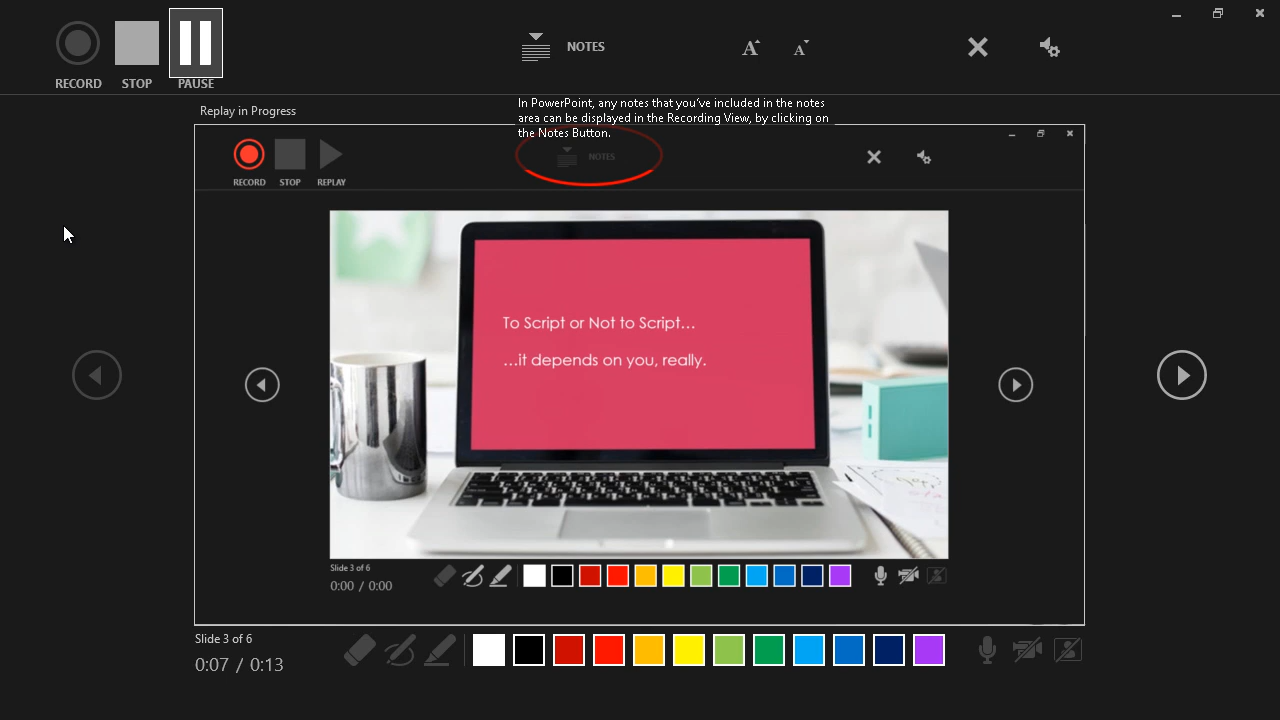 RECORD
STOP
PAUSE
NOTES
A
A
Replay in Progress
In PowerPoint, any notes that you've included in the notes
area can be displayed in the Recording View, by clicking on
the Notes Button.
NOTES
RECORD
STOP
REPLAY
To Script or Not to Script...
...it depends on you, really.
Slide 3 of 6
0:00 / 0:00
Slide 3 of 6
0:07 / 0:13